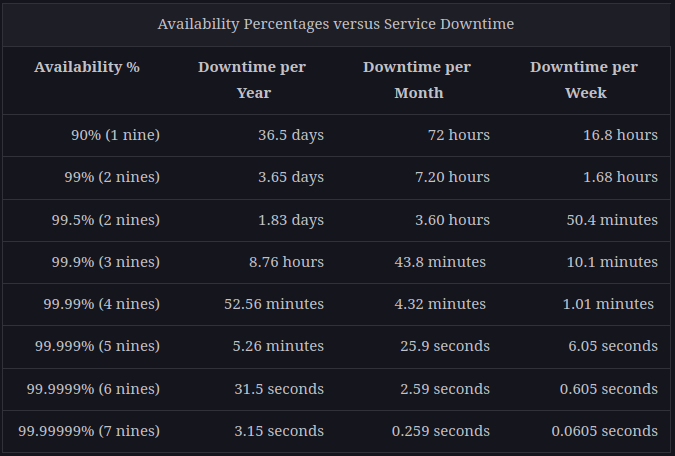 Availability Percentages versus Service Downtime
Availability % Downtime per Year Downtime per Month Downtime per Week
90% (1 nine) 36.5 days 72 hours 16.8 hours
99% (2 nines) 3.65 days 7.20 hours 1.68 hours
99.5% (2 nines) 1.83 days 3.60 hours 50.4 minutes
99.9% (3 nines) 8.76 hours 43.8 minutes 10.1 minutes
99.99% (4 nines) 52.56 minutes 4.32 minutes 1.01 minutes
99.999% (5 nines) 5.26 minutes 25.9 seconds 6.05 seconds
99.9999% (6 nines) 31.5 seconds 2.59 seconds 0.605 seconds
99.99999% (7 nines) 3.15 seconds 0.259 seconds 0.0605 seconds